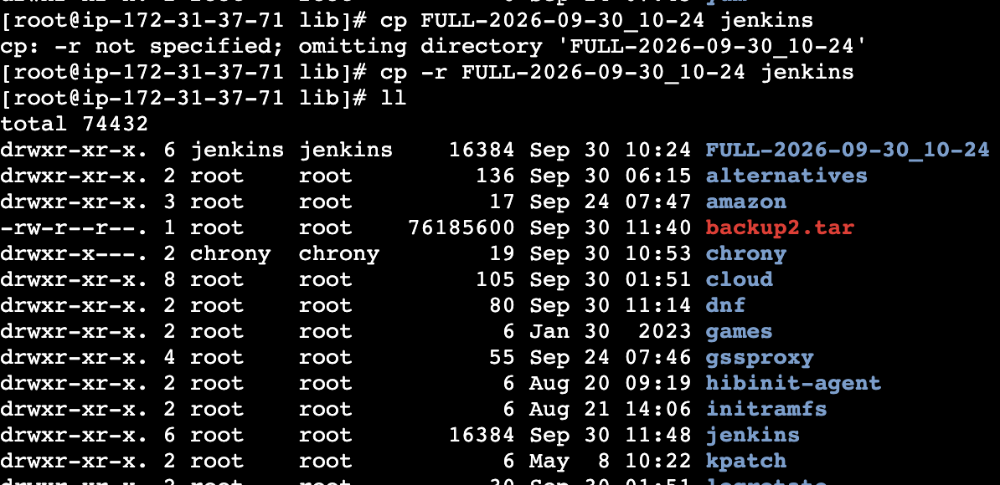 [root@ip-172-31-37-71 lib]# cp FULL-2026-09-30_10-24 jenkins
cp: -r not specified; omitting directory 'FULL-2026-09-30_10-24'
[root@ip-172-31-37-71 lib]# cp -r FULL-2026-09-30_10-24 jenkins
[root@ip-172-31-37-71 lib]# ll
total 74432
drwxr-xr-x. 6 jenkins jenkins    16384 Sep 30 10:24 FULL-2026-09-30_10-24
drwxr-xr-x. 2 root    root         136 Sep 30 06:15 alternatives
drwxr-xr-x. 3 root    root          17 Sep 24 07:47 amazon
-rw-r--r--. 1 root    root    76185600 Sep 30 11:40 backup2.tar
drwxr-x---. 2 chrony  chrony        19 Sep 30 10:53 chrony
drwxr-xr-x. 8 root    root         105 Sep 30 01:51 cloud
drwxr-xr-x. 2 root    root          80 Sep 30 11:14 dnf
drwxr-xr-x. 2 root    root           6 Jan 30  2023 games
drwxr-xr-x. 4 root    root          55 Sep 24 07:46 gssproxy
drwxr-xr-x. 2 root    root           6 Aug 20 09:19 hibinit-agent
drwxr-xr-x. 2 root    root           6 Aug 21 14:06 initramfs
drwxr-xr-x. 6 root    root       16384 Sep 30 11:48 jenkins
drwxr-xr-x. 2 root    root           6 May  8 10:22 kpatch